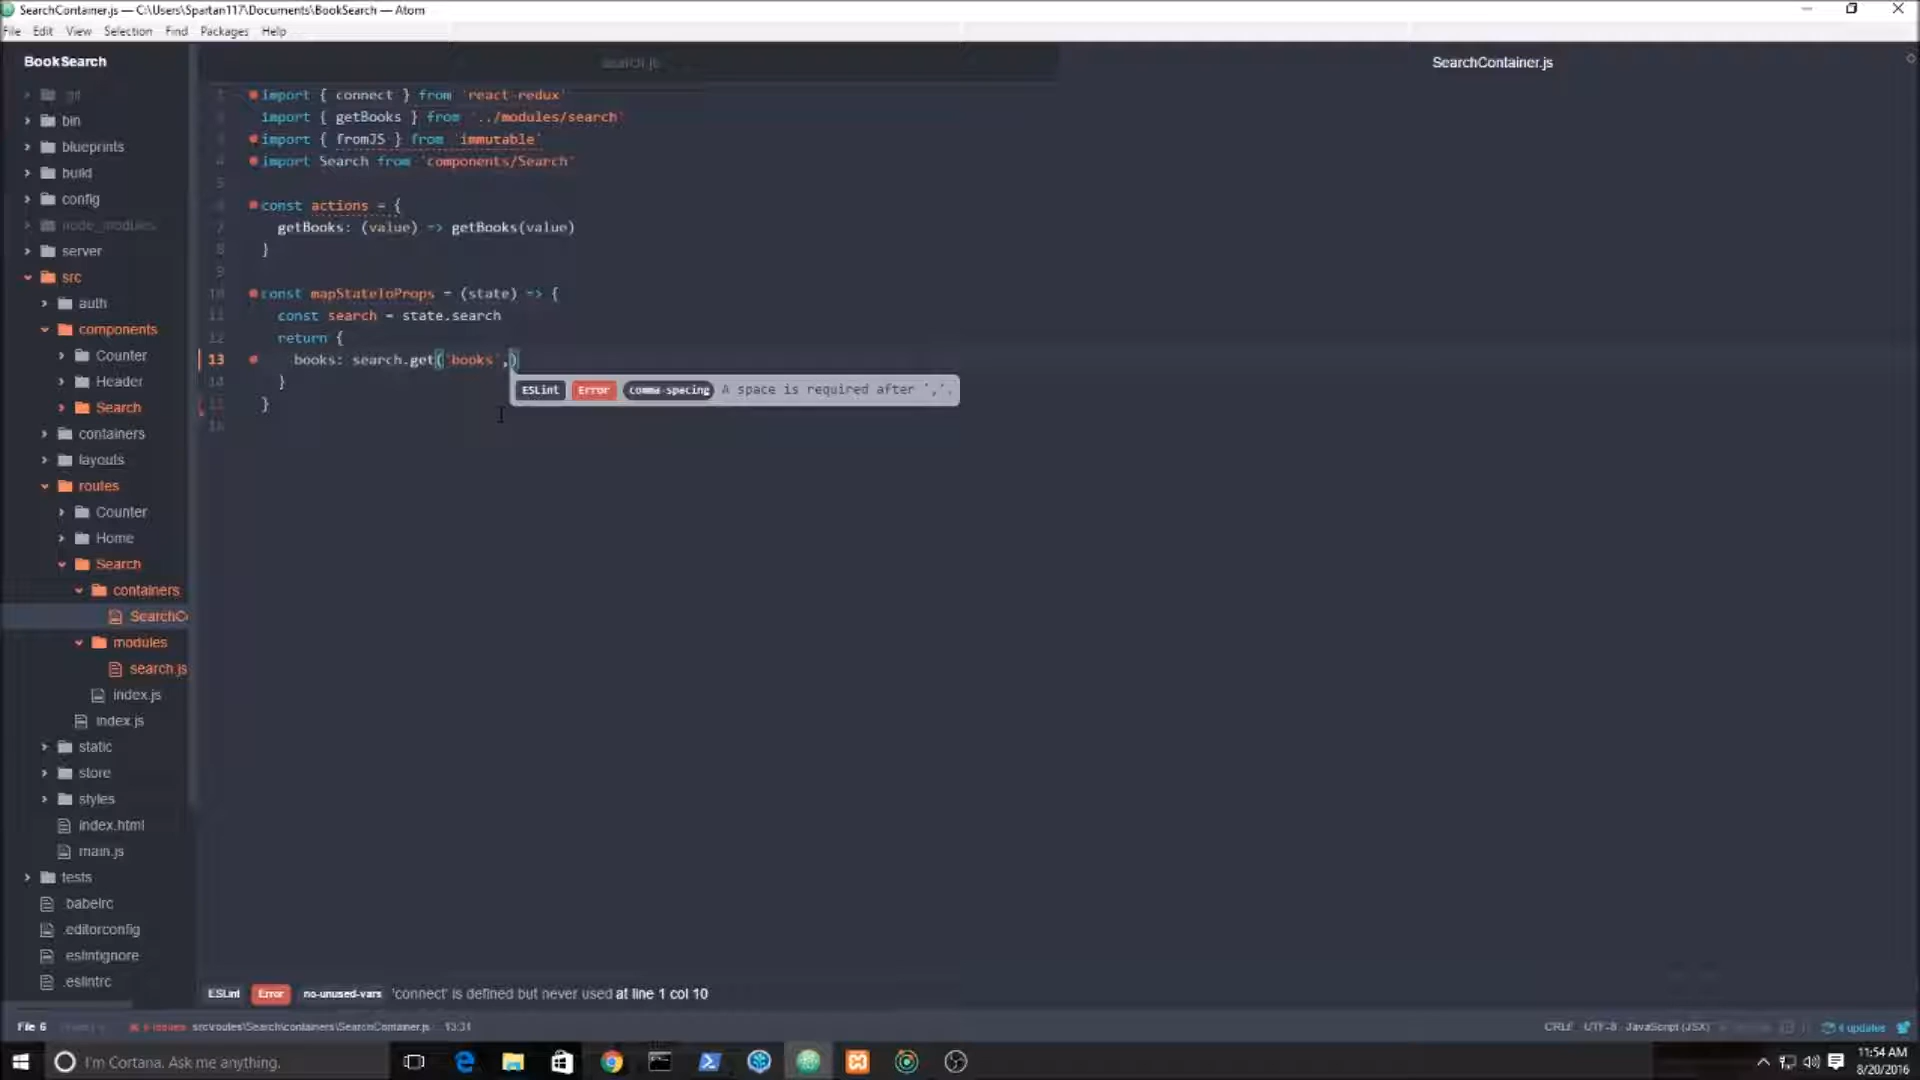 SearchContainer.js — C:\Users\Spartan117\Documents\BookSearch — Atom
File Edit View Selection Find Packages Help
BookSearch
search.js
SearchContainer.js
.git
bin
blueprints
build
config
node_modules
server
src
auth
components
Counter
Header
Search
containers
layouts
routes
Counter
Home
Search
containers
SearchCo
modules
search.js
index.js
index.js
static
store
styles
index.html
main.js
tests
.babelrc
.editorconfig
.eslintignore
.eslintrc
1 import { connect } from 'react-redux'
2 import { getBooks } from '../modules/search'
3 import { fromJS } from 'immutable'
4 import Search from 'components/Search'
5
6 const actions = {
7 getBooks: (value) => getBooks(value)
8 }
9
10 const mapStateToProps = (state) => {
11 const search = state.search
12 return {
13 books: search.get('books',)
14 }
15 }
16
ESLint Error comma-spacing A space is required after ','.
ESLint Error no-unused-vars 'connect' is defined but never used at line 1 col 10
File 6 6 Issues src\routes\Search\containers\SearchContainer.js 13:31
CRLF UTF-8 JavaScript (JSX) 4 updates
I'm Cortana. Ask me anything.
11:54 AM
8/20/2016